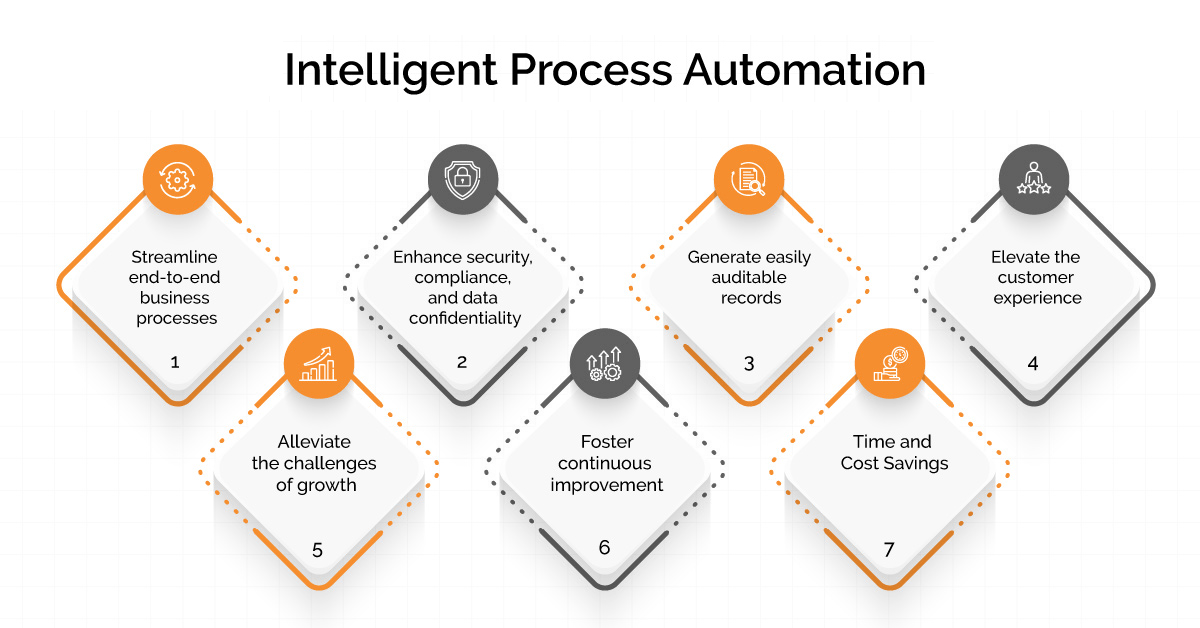 Intelligent Process Automation
Streamline
end-to-end
business
processes
1
Enhance security,
compliance,
and data
confidentiality
2
Generate easily
auditable
records
3
Elevate the
customer
experience
4
Alleviate
the challenges
of growth
5
Foster
continuous
improvement
6
Time and
Cost Savings
7